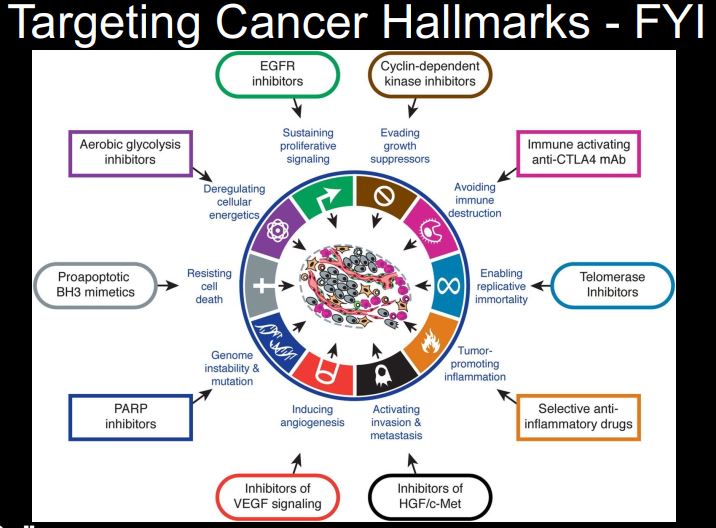 Targeting Cancer Hallmarks - FYI
EGFR
inhibitors
Cyclin-dependent
kinase inhibitors
Sustaining
proliferative
signaling
Evading
growth
suppressors
Aerobic glycolysis
inhibitors
Immune activating
anti-CTLA4 mAb
Deregulating
cellular
energetics
Avoiding
immune
destruction
Proapoptotic
BH3 mimetics
Resisting
cell
death
Enabling
replicative
immortality
Telomerase
Inhibitors
Genome
instability &
mutation
Tumor-
promoting
inflammation
PARP
inhibitors
Inducing
angiogenesis
Activating
invasion &
metastasis
Selective anti-
inflammatory drugs
Inhibitors of
VEGF signaling
Inhibitors of
HGF/c-Met